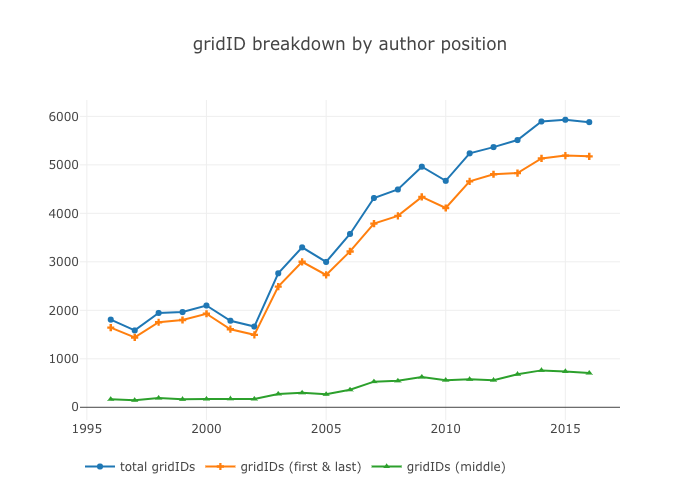 gridID breakdown by author position
6000
5000
4000
3000
2000
1000
0
1995 2000 2005 2010 2015
total gridIDs gridIDs (first & last) gridIDs (middle)